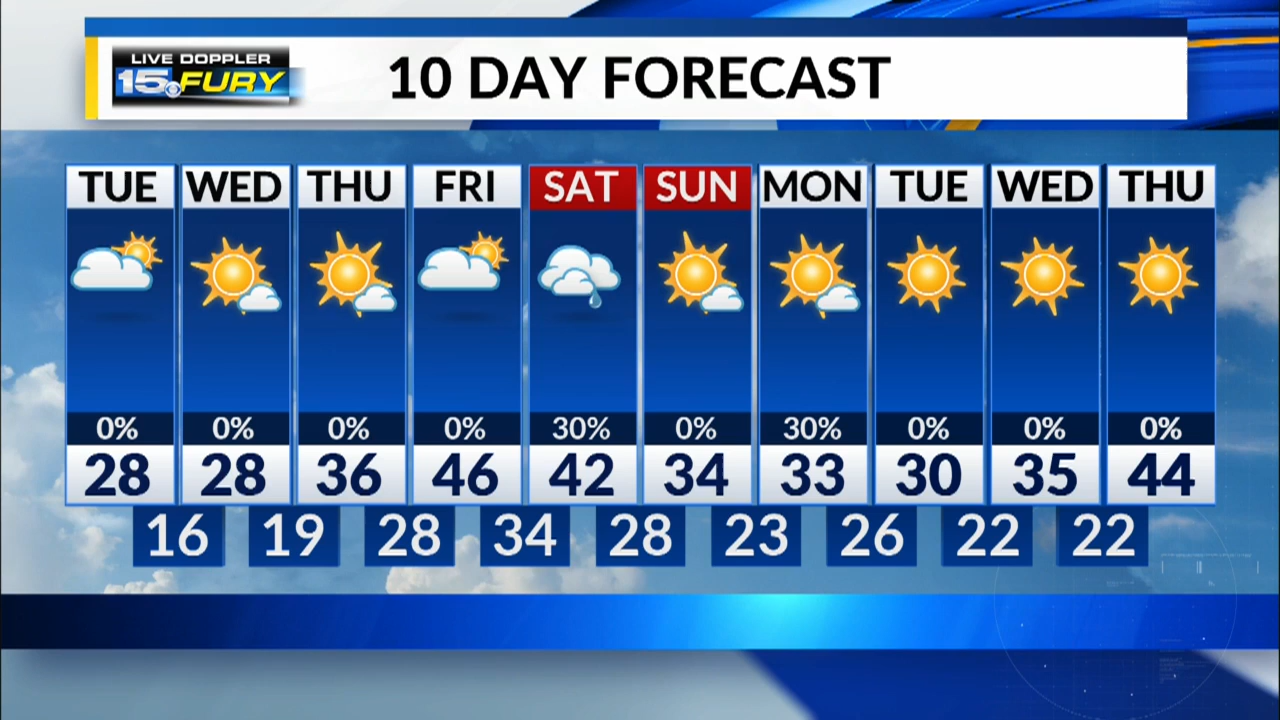 LIVE DOPPLER
15 FURY
10 DAY FORECAST
TUE WED THU FRI SAT SUN MON TUE WED THU
0% 0% 0% 0% 30% 0% 30% 0% 0% 0%
28 28 36 46 42 34 33 30 35 44
16 19 28 34 28 23 26 22 22